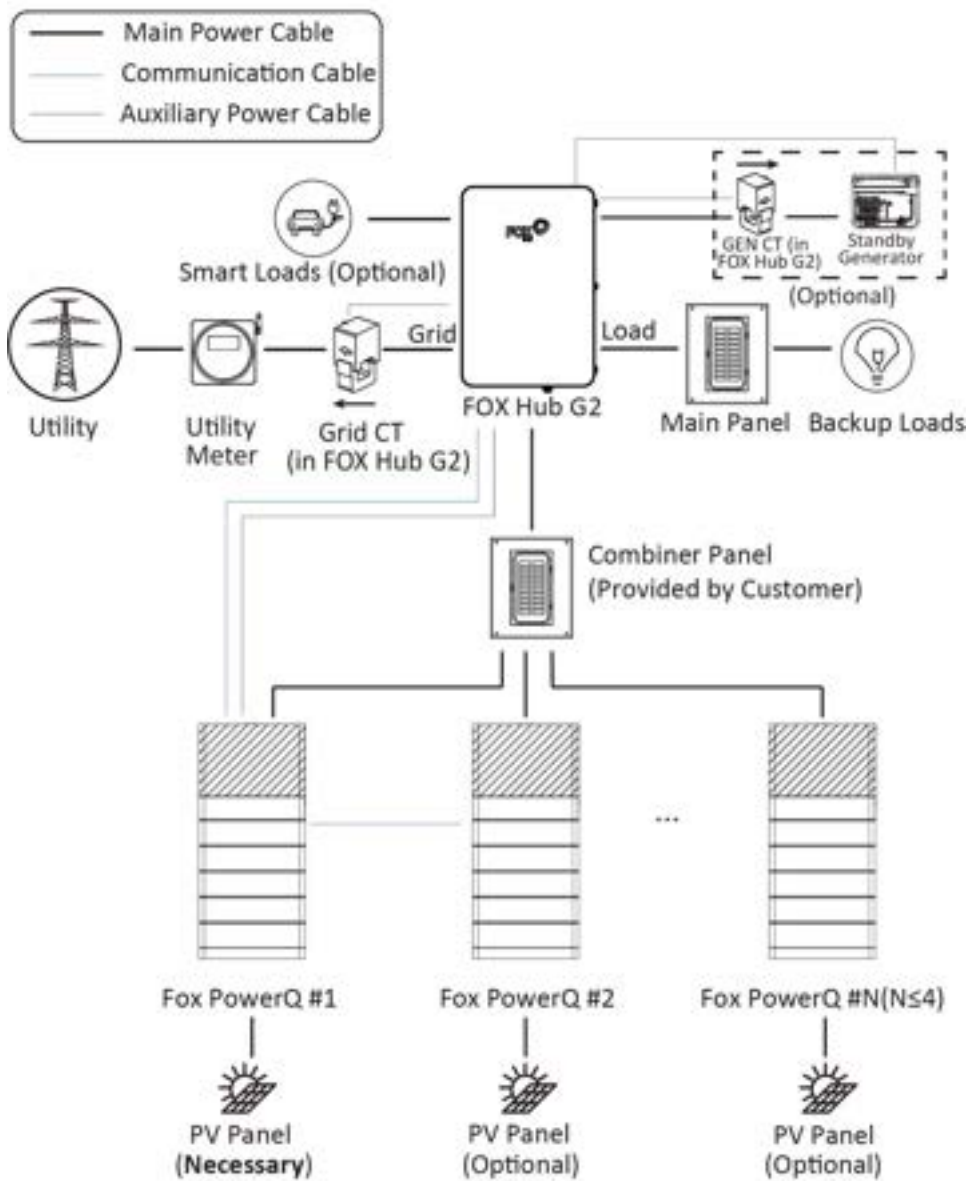 Main Power Cable
Communication Cable
Auxiliary Power Cable
FOX
GEN CT (in
FOX Hub G2)
Standby
Generator
Smart Loads (Optional)
(Optional)
Grid
Load
Utility
Utility
Meter
Grid CT
(in FOX Hub G2)
FOX Hub G2
Main Panel
Backup Loads
Combiner Panel
(Provided by Customer)
...
Fox PowerQ #1
Fox PowerQ #2
Fox PowerQ #N(N≤4)
PV Panel
(Necessary)
PV Panel
(Optional)
PV Panel
(Optional)